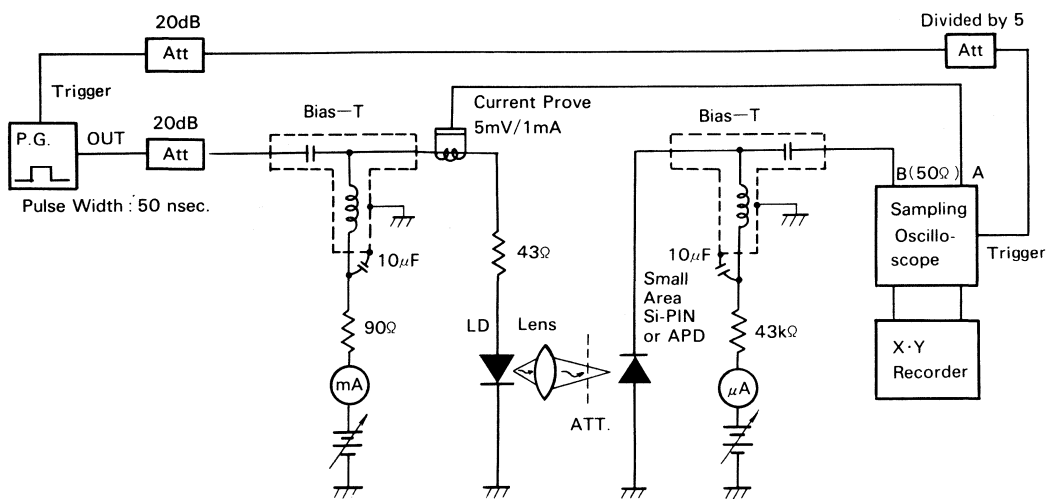 20dB
Att
Divided by 5
Att
Trigger
P.G.
OUT
20dB
Att
Pulse Width : 50 nsec.
Bias-T
Current Prove
5mV/1mA
Bias-T
B(50Ω) A
Sampling
Oscillo-
scope
Trigger
10μF
43Ω
10μF
Small
Area
Si-PIN
or APD
90Ω
LD
Lens
43kΩ
X·Y
Recorder
mA
ATT.
μA